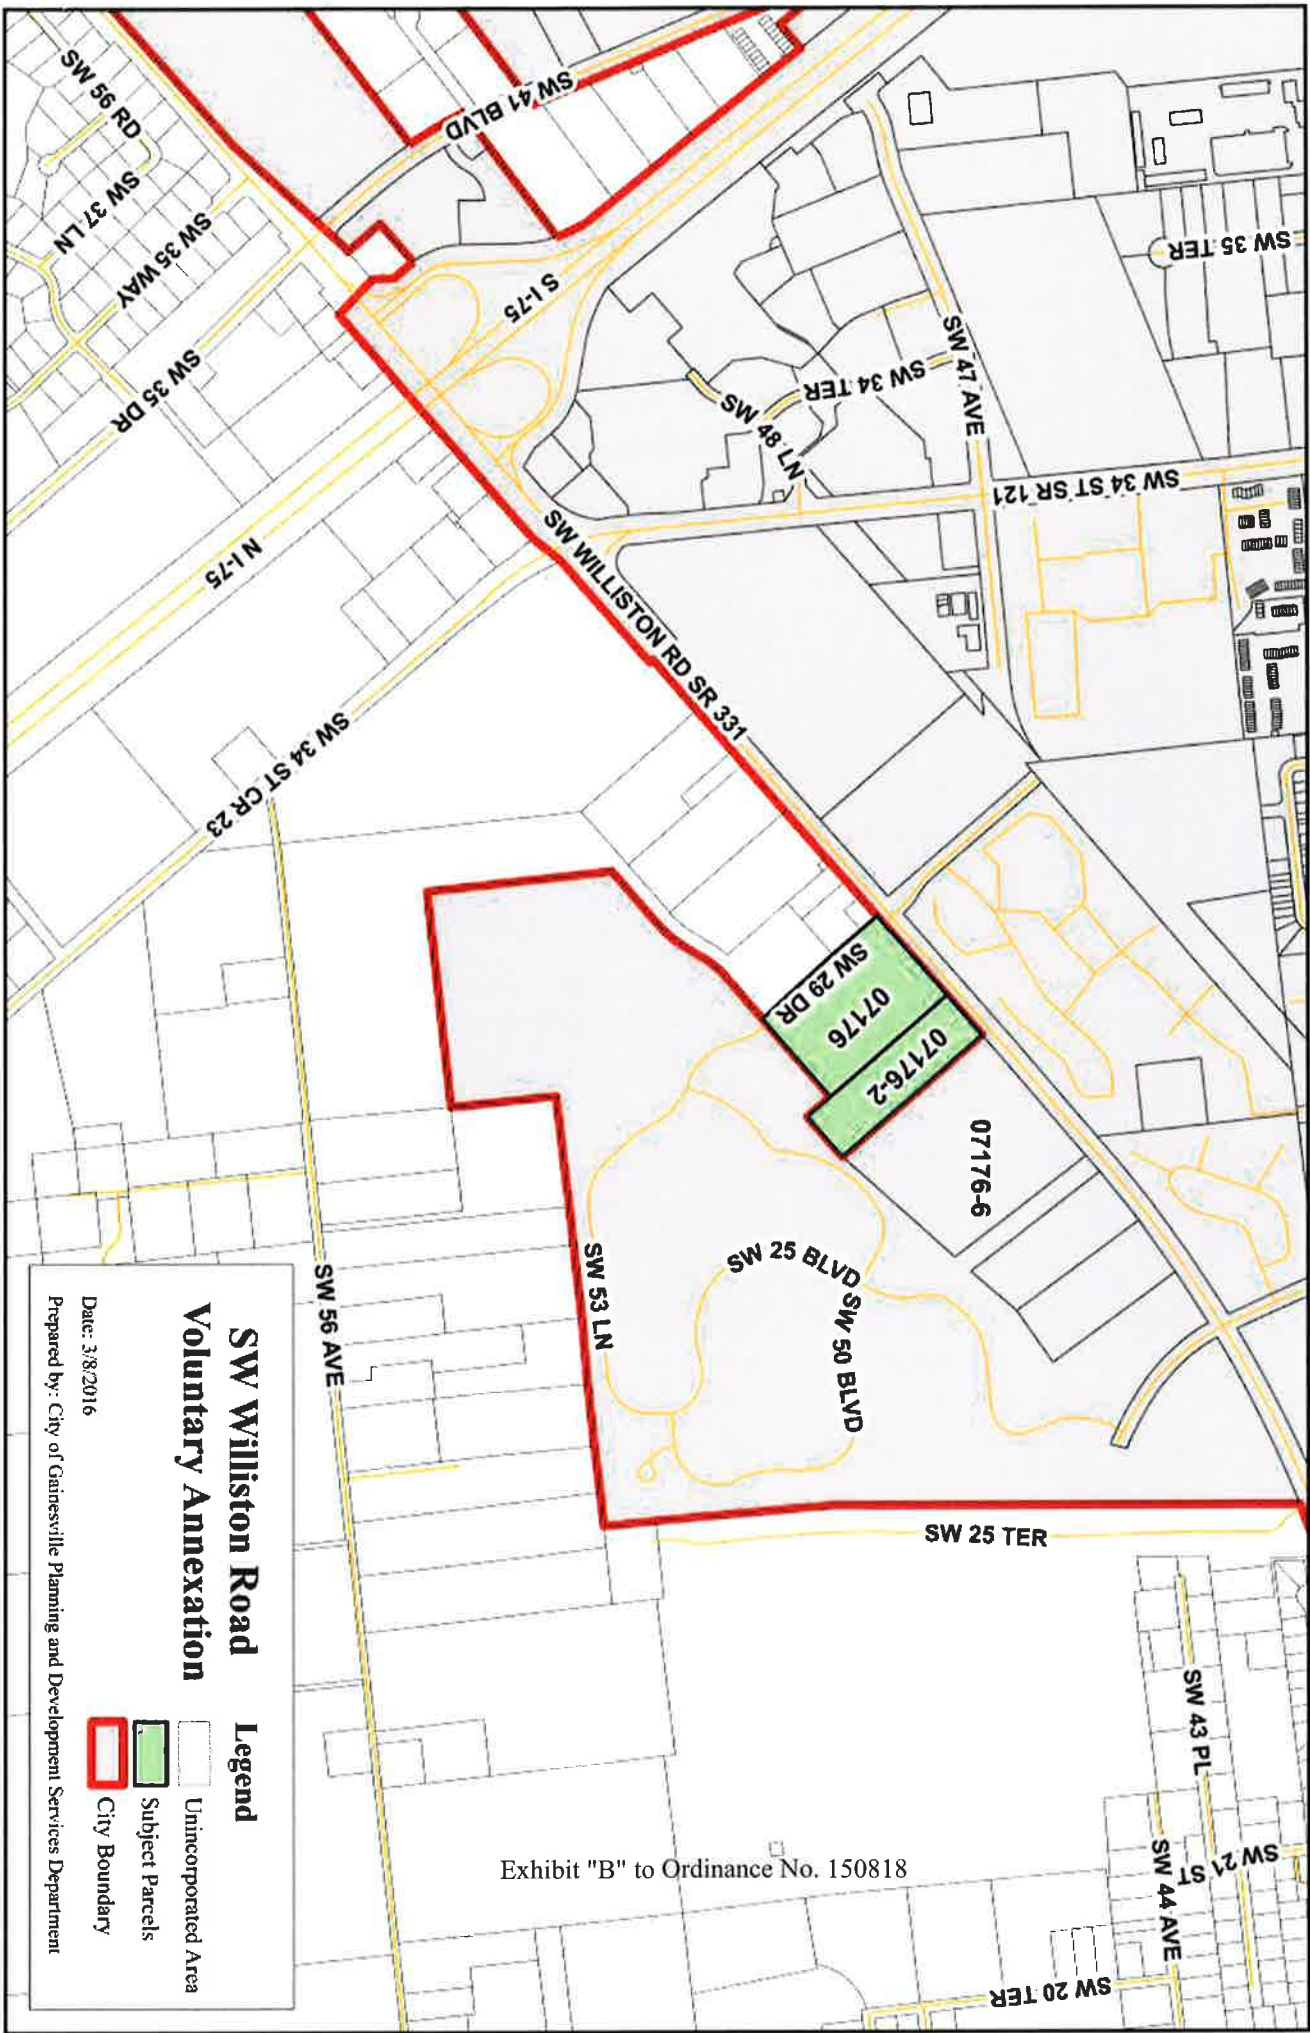 SW 56 RD
SW 37 LN
SW 35 WAY
SW 35 DR
SW 41 BLVD
S I-75
N I-75
SW 35 TER
SW 47 AVE
SW 34 TER
SW 48 LN
SW 34 ST SR 121
SW WILLISTON RD SR 331
SW 34 ST CR 23
SW 29 DR
07176
07176-2
07176-6
SW 25 BLVD
SW 50 BLVD
SW 53 LN
SW 56 AVE
SW 25 TER
SW 43 PL
SW 21 ST
SW 44 AVE
SW 20 TER
Exhibit "B" to Ordinance No. 150818
SW Williston Road
Voluntary Annexation
Legend
Unincorporated Area
Subject Parcels
City Boundary
Date: 3/8/2016
Prepared by: City of Gainesville Planning and Development Services Department